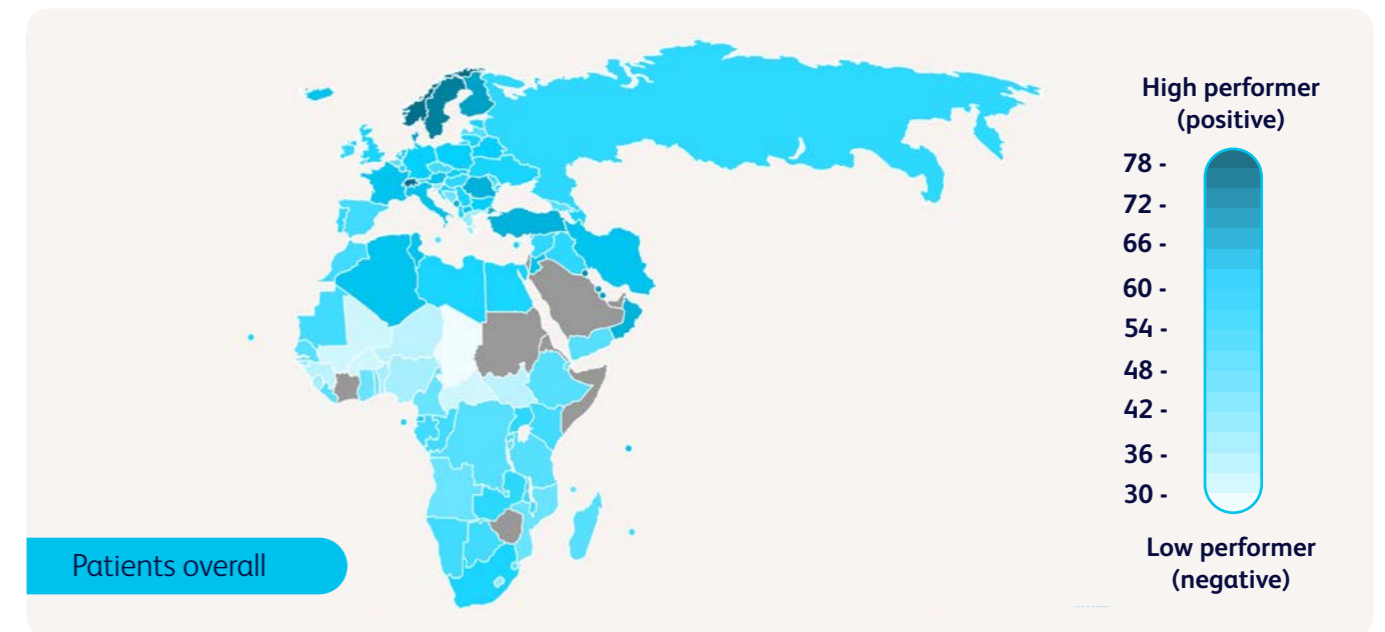 High performer
(positive)
78 -
72 -
66 -
60 -
54 -
48 -
42 -
36 -
30 -
Low performer
(negative)
Patients overall